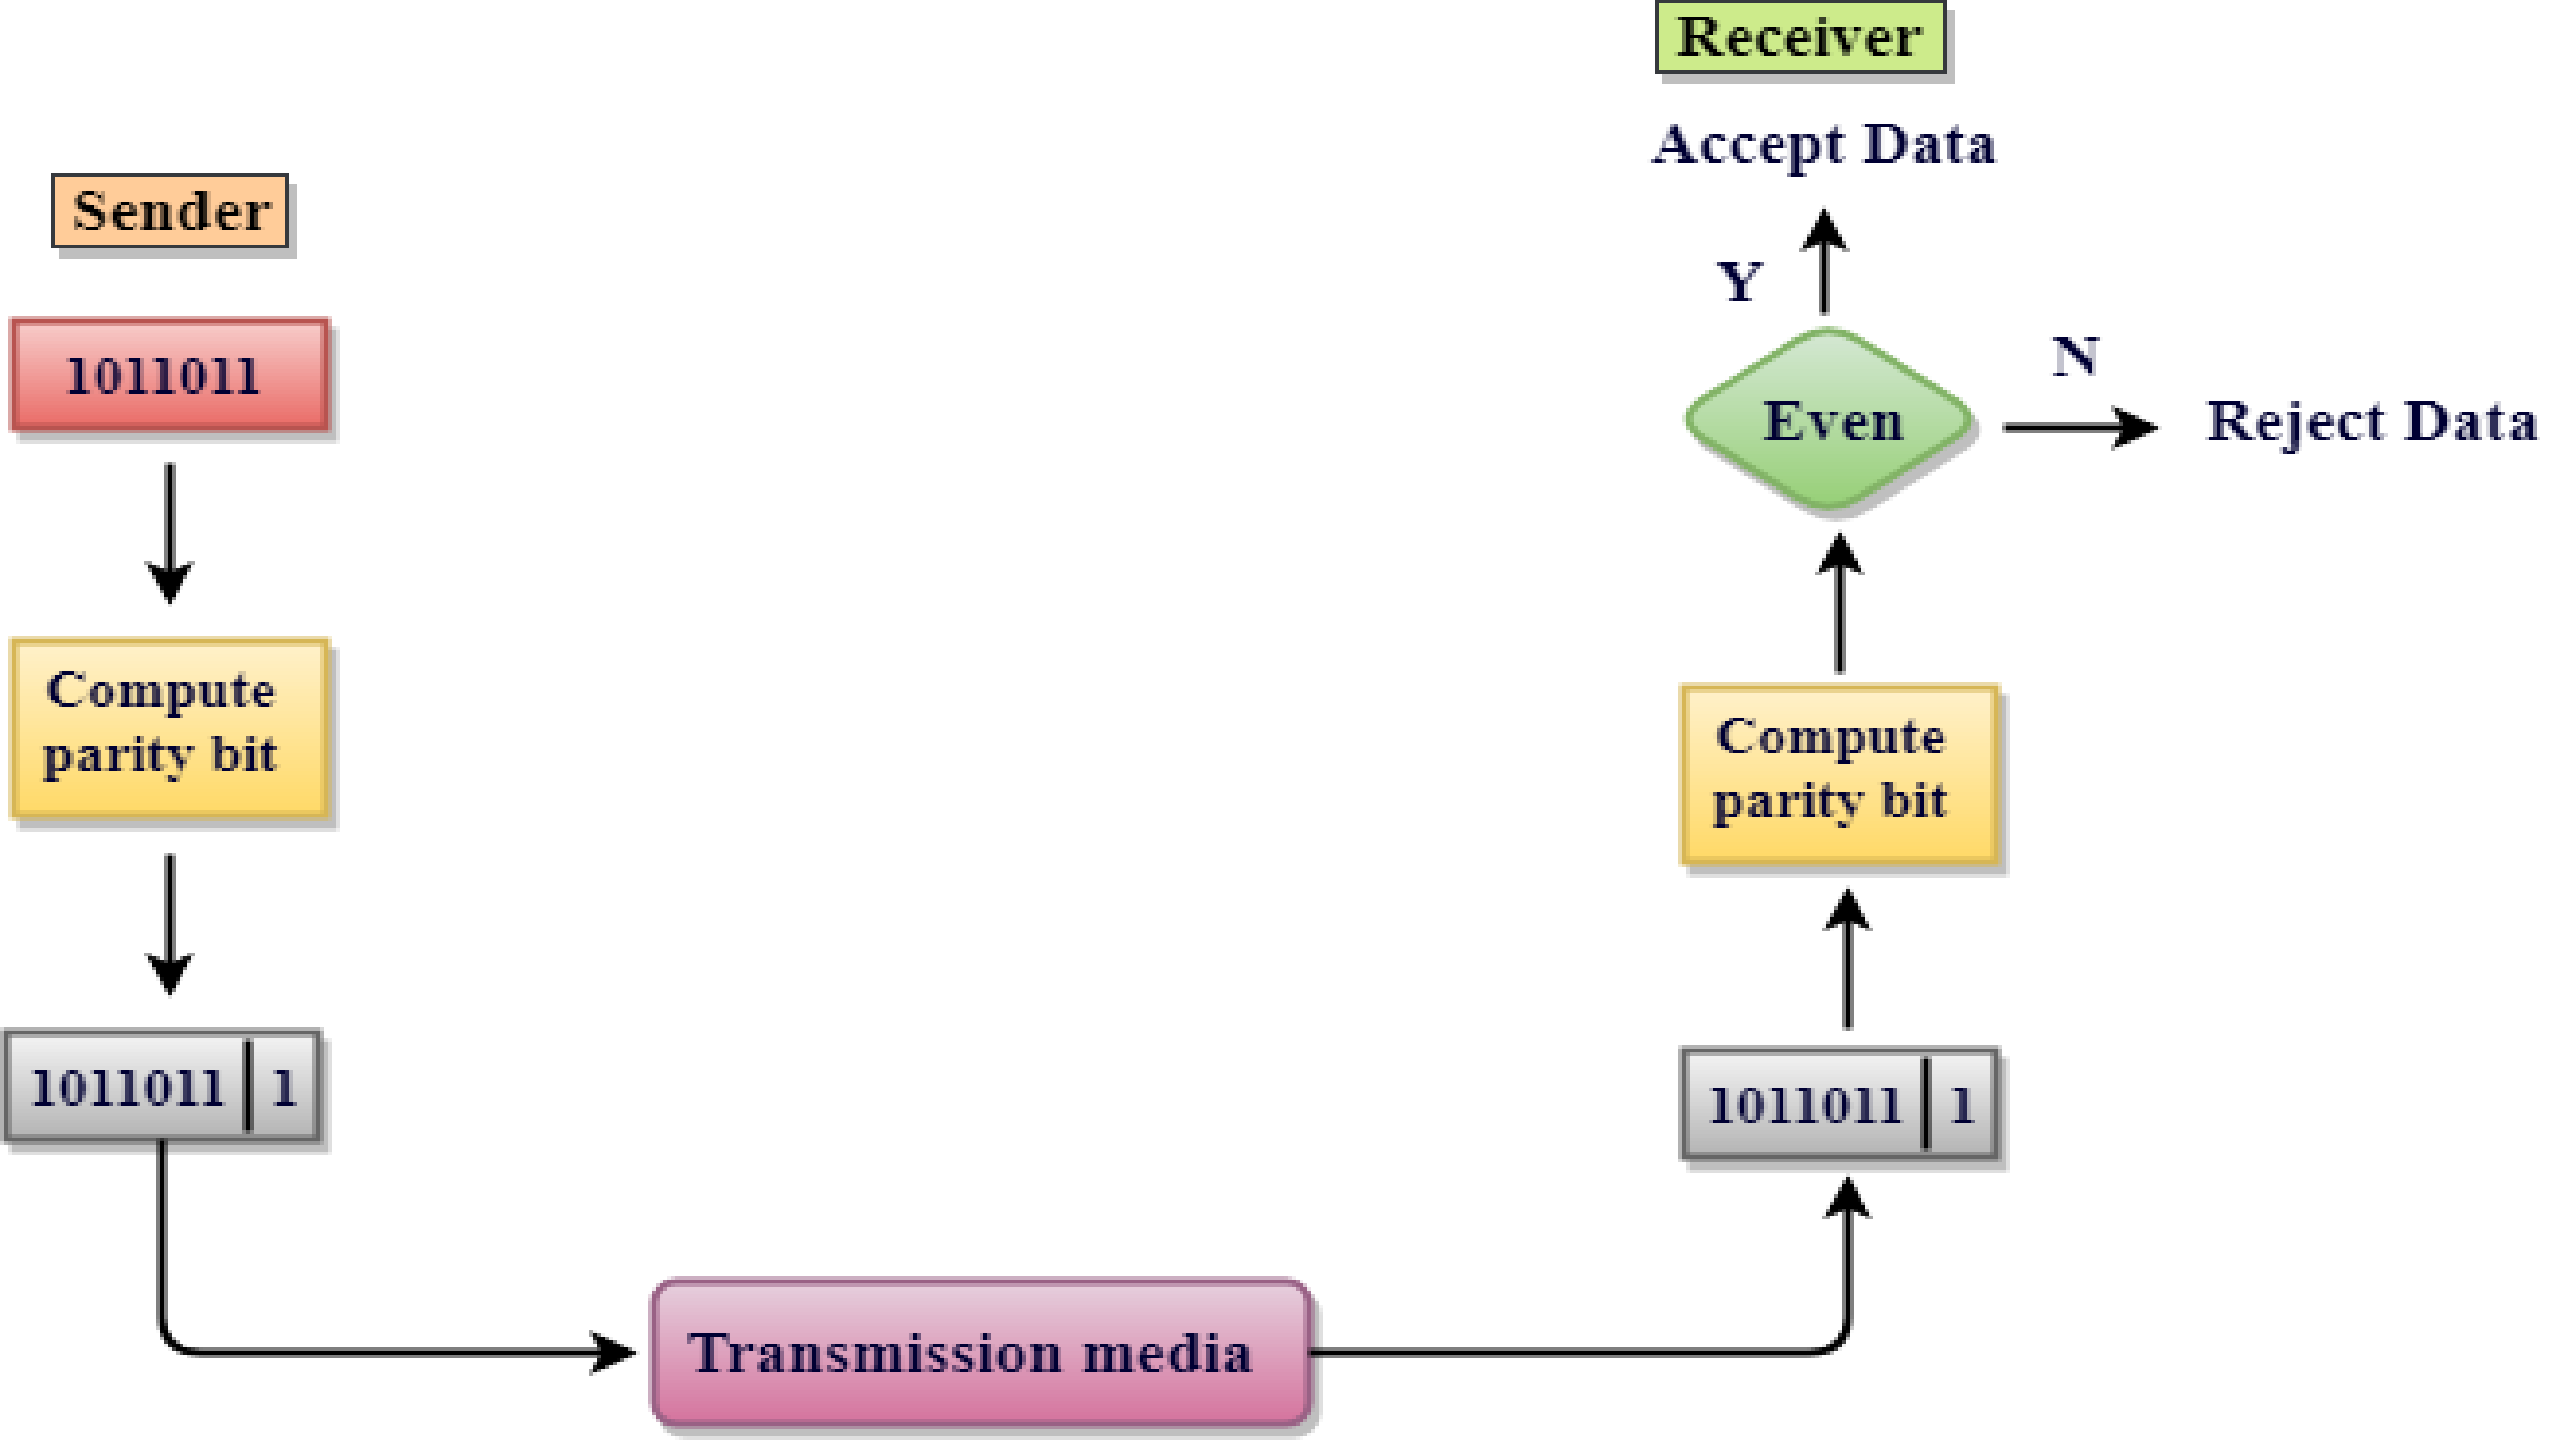 Sender
1011011
Compute
parity bit
1011011 | 1
Transmission media
1011011 | 1
Compute
parity bit
Even
Y
N
Accept Data
Reject Data
Receiver